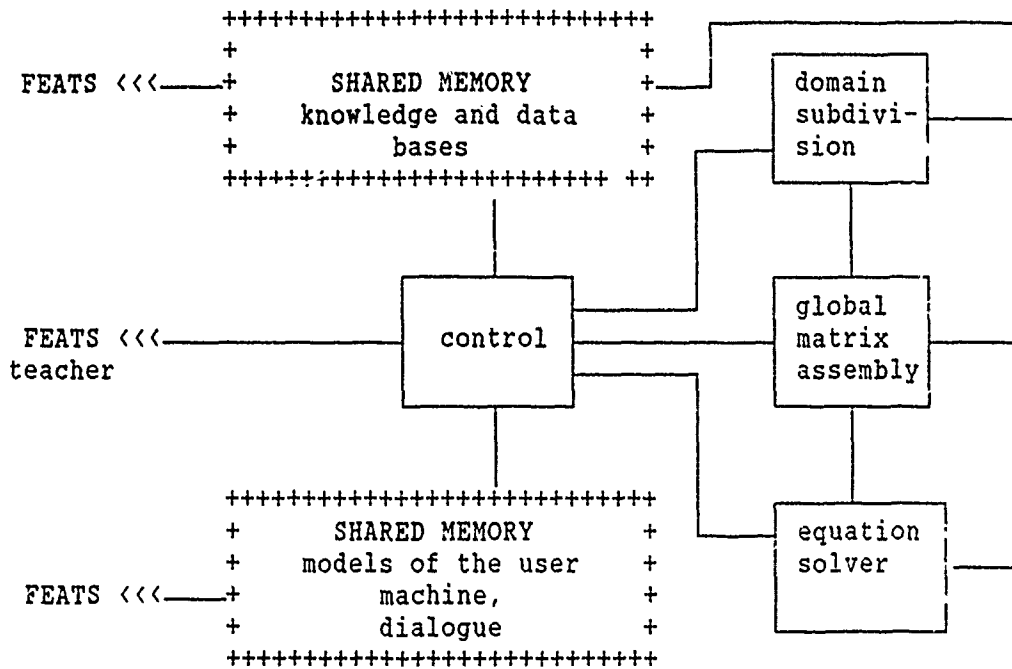 FEATS <<<
SHARED MEMORY
knowledge and data
bases
domain
subdivi-
sion
FEATS <<<
teacher
control
global
matrix
assembly
FEATS <<<
SHARED MEMORY
models of the user
machine,
dialogue
equation
solver